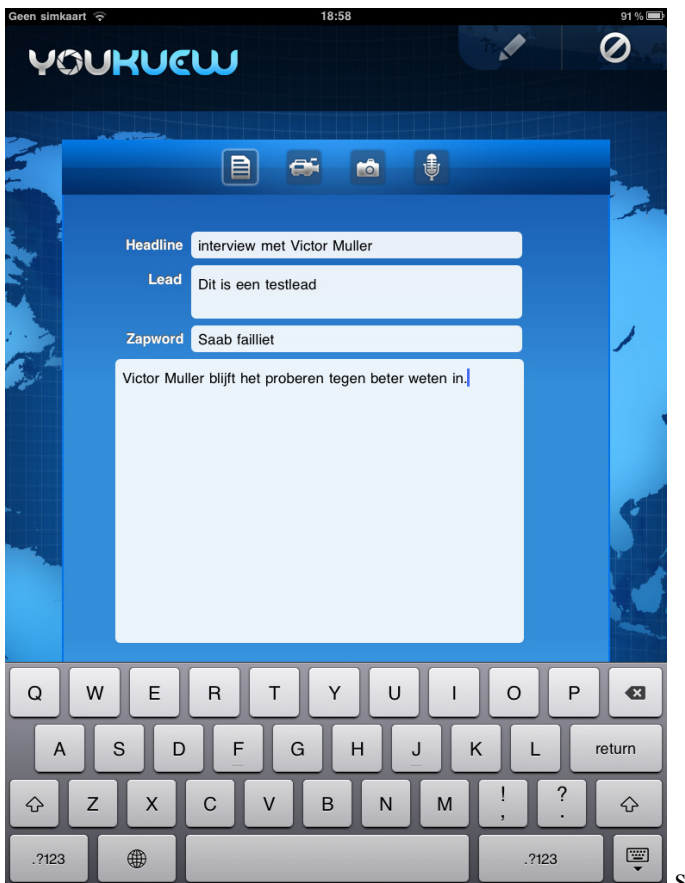 Geen simkaart 18:58 91 %
YOUKUEW
Headline interview met Victor Muller
Lead Dit is een testlead
Zapword Saab failliet
Victor Muller blijft het proberen tegen beter weten in.
Q W E R T Y U I O P
A S D F G H J K L return
Z X C V B N M ! , ? .
.?123 .?123
s